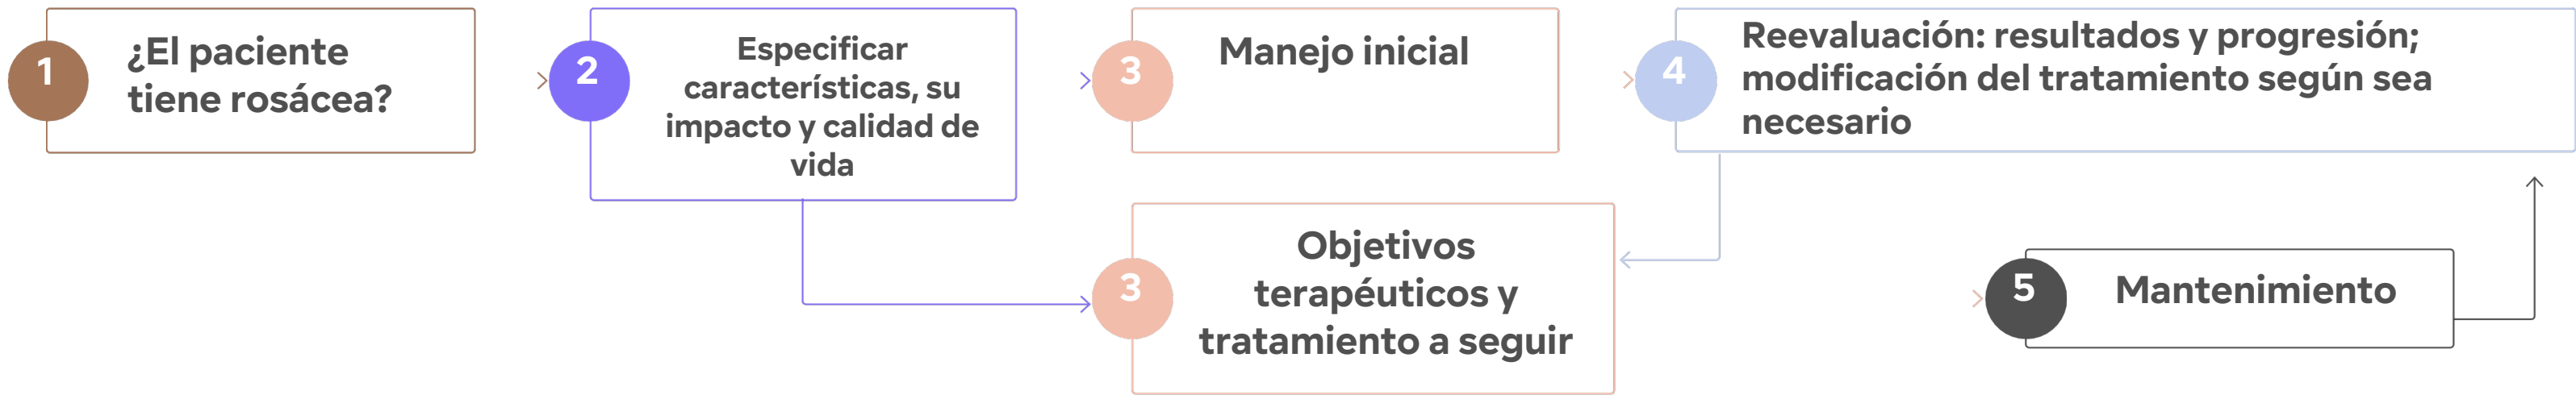 1
¿El paciente
tiene rosácea?
2
Especificar
características, su
impacto y calidad de
vida
3
Manejo inicial
4
Reevaluación: resultados y progresión;
modificación del tratamiento según sea
necesario
3
Objetivos
terapéuticos y
tratamiento a seguir
5
Mantenimiento